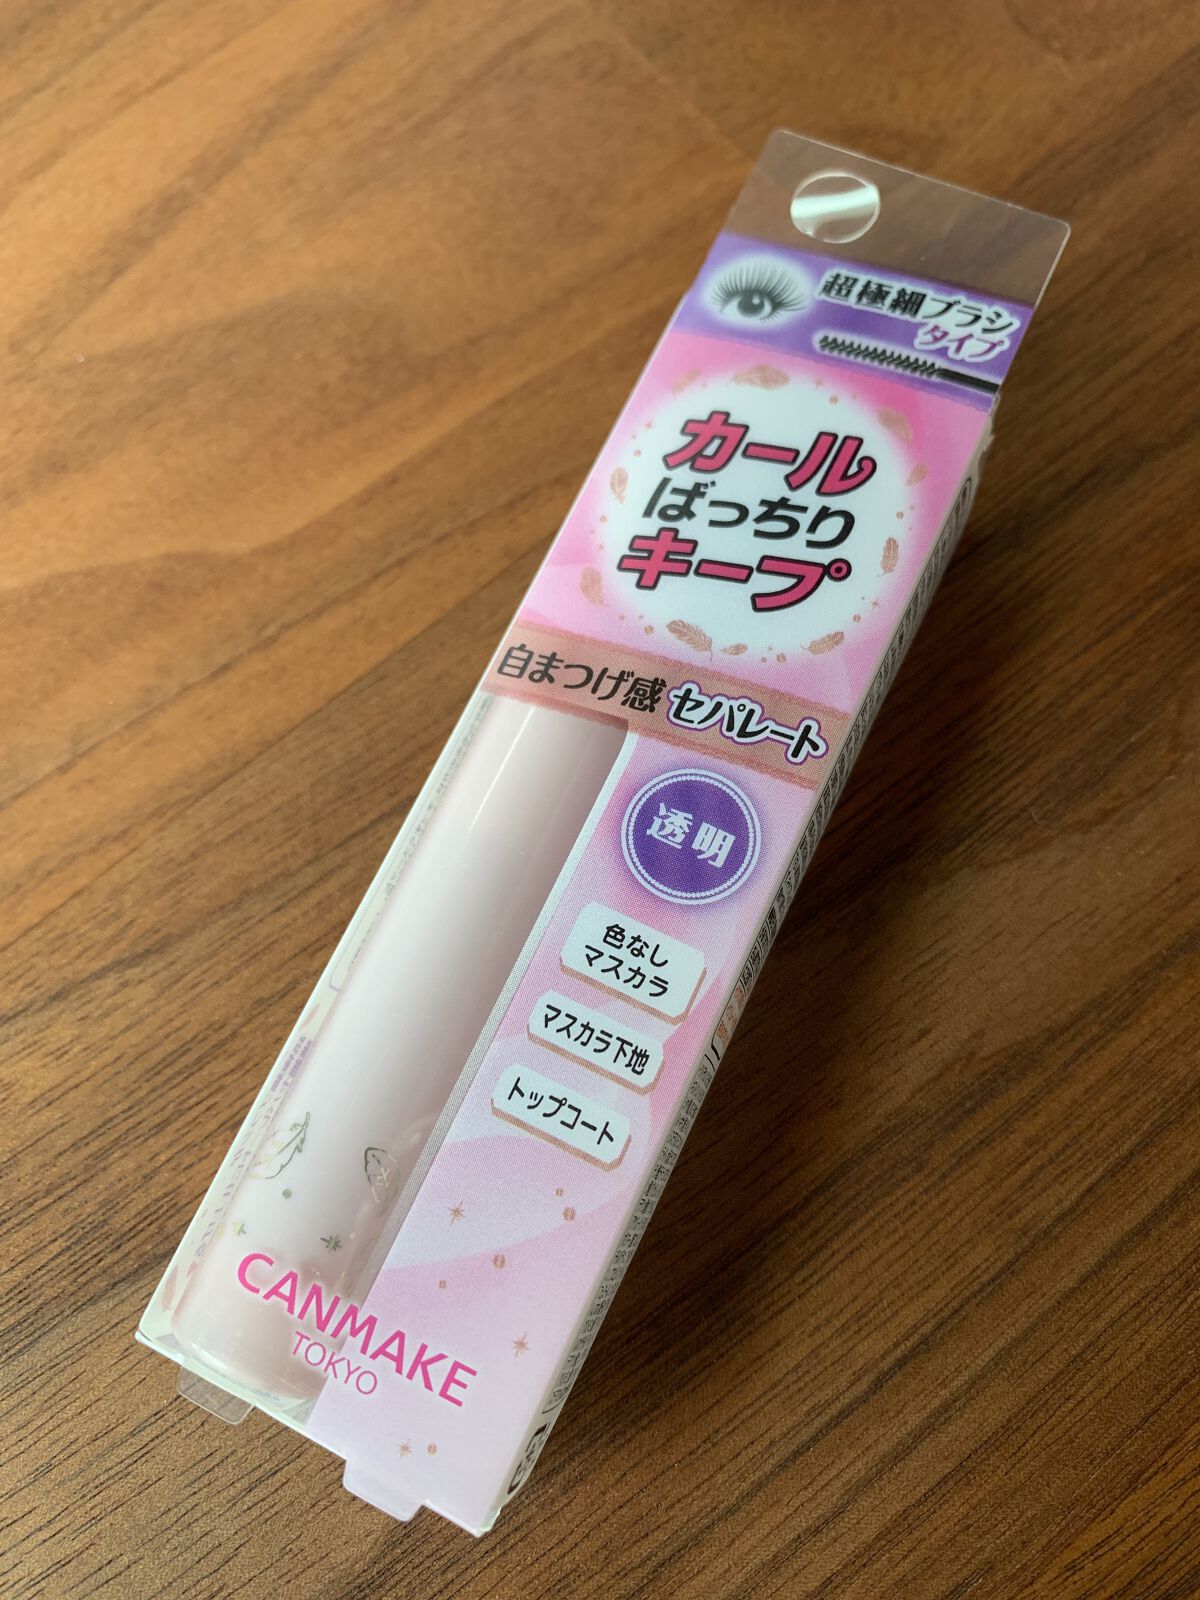 超極細ブラシ
タイプ
カール
ばっちり
キープ
自まつげ感 セパレート
透明
色なし
マスカラ
マスカラ下地
トップコート
CANMAKE
TOKYO